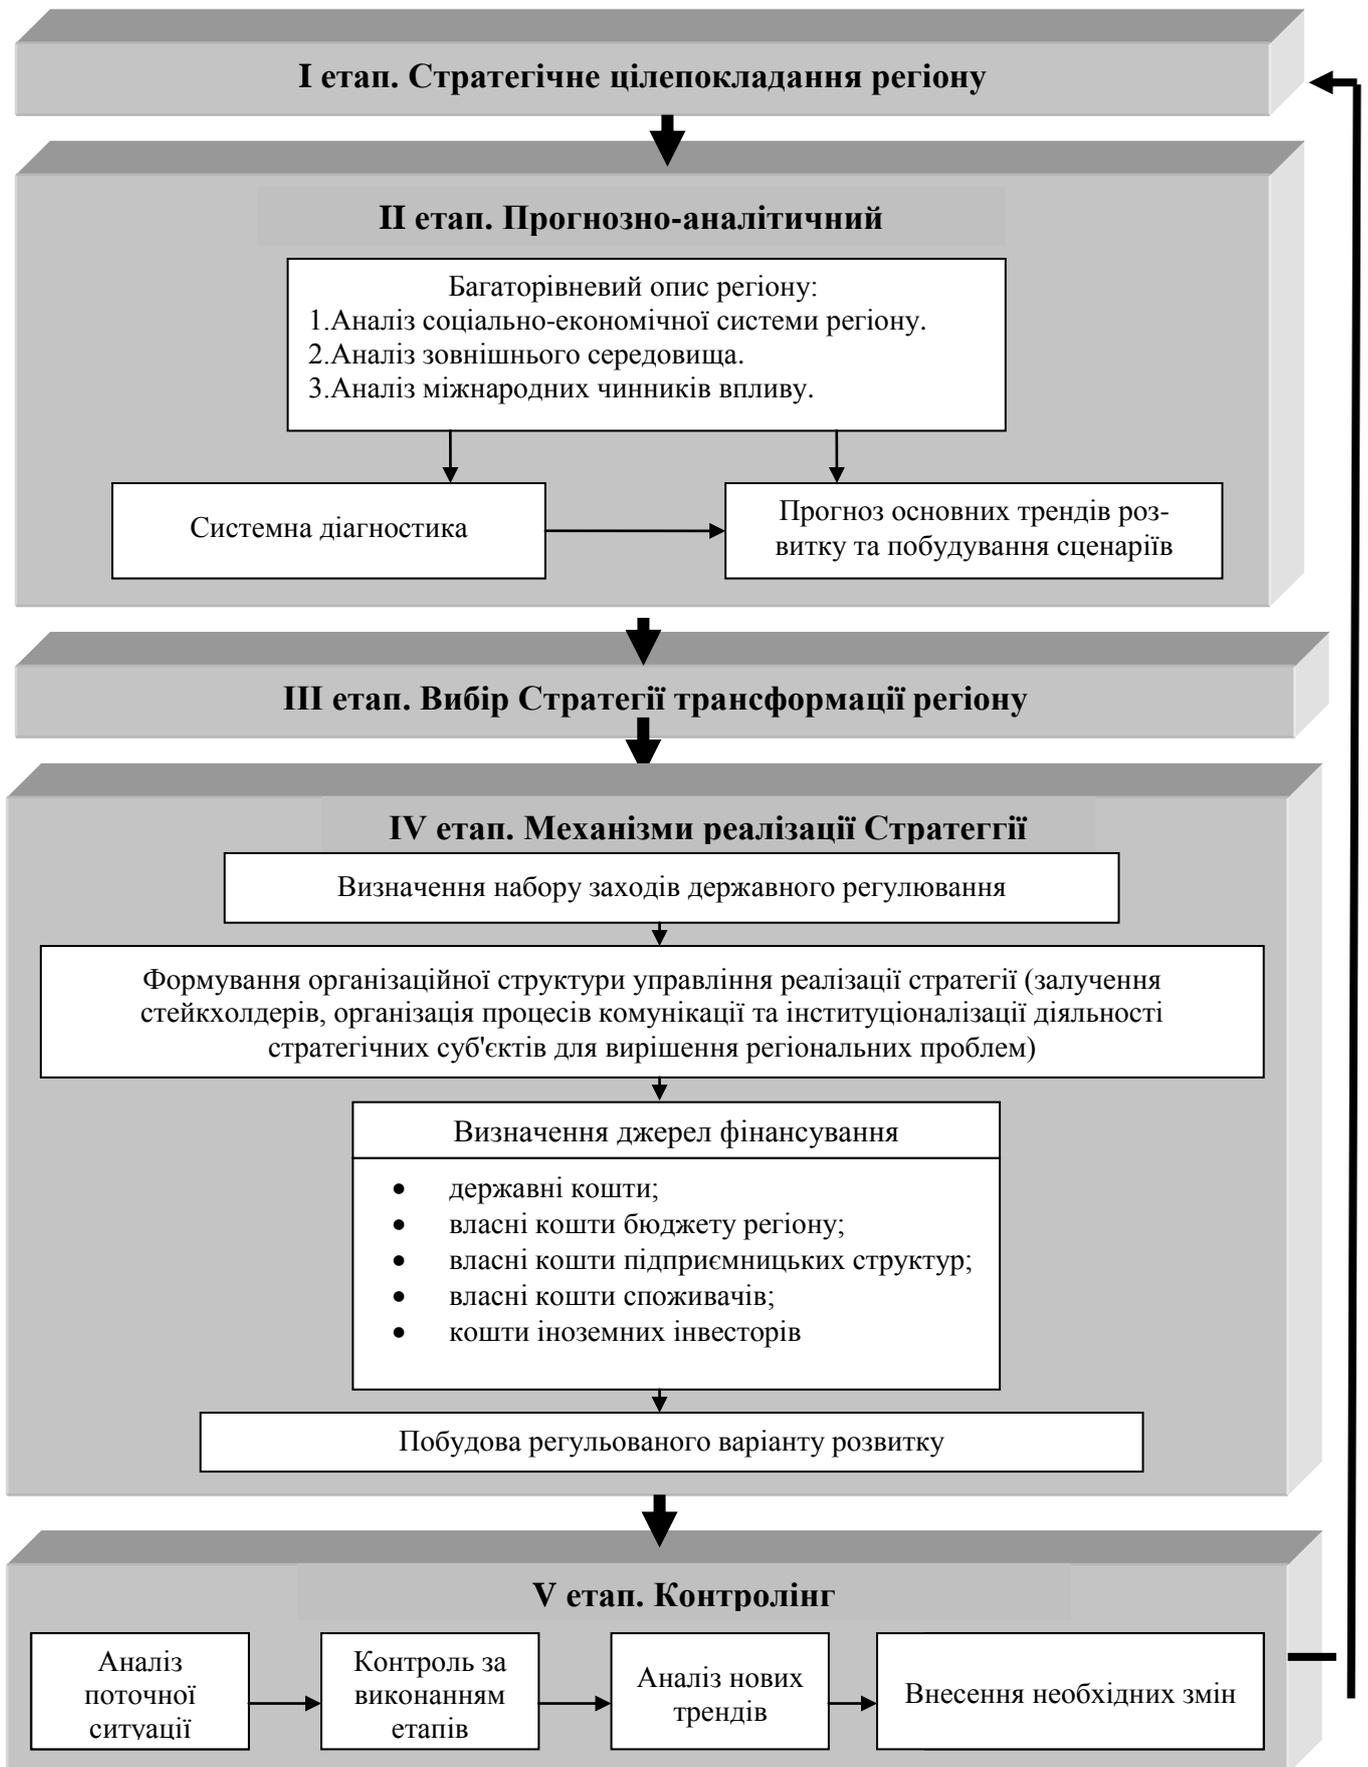 I етап. Стратегічне цілепокладання регіону
II етап. Прогнозно-аналітичний
Багаторівневий опис регіону:
1.Аналіз соціально-економічної системи регіону.
2.Аналіз зовнішнього середовища.
3.Аналіз міжнародних чинників впливу.
Системна діагностика
Прогноз основних трендів роз-
витку та побудування сценаріїв
III етап. Вибір Стратегії трансформації регіону
IV етап. Механізми реалізації Стратеггії
Визначення набору заходів державного регулювання
Формування організаційної структури управління реалізації стратегії (залучення
стейкхолдерів, організація процесів комунікації та інституціоналізації діяльності
стратегічних суб'єктів для вирішення регіональних проблем)
Визначення джерел фінансування
• державні кошти;
• власні кошти бюджету регіону;
• власні кошти підприємницьких структур;
• власні кошти споживачів;
• кошти іноземних інвесторів
Побудова регульованого варіанту розвитку
V етап. Контролінг
Аналіз
поточної
ситуації
Контроль за
виконанням
етапів
Аналіз нових
трендів
Внесення необхідних змін